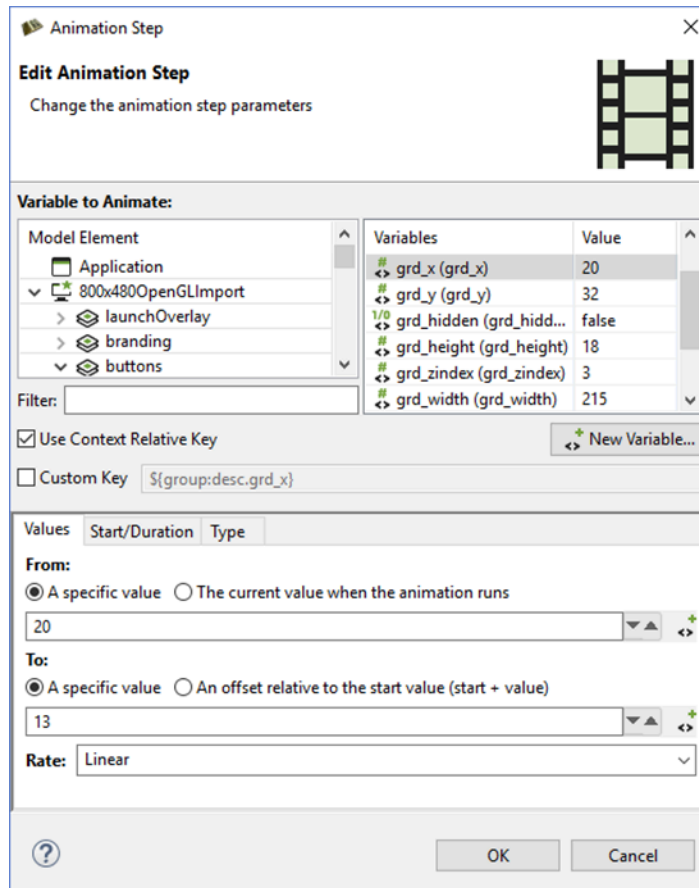 Animation Step
Edit Animation Step
Change the animation step parameters
Variable to Animate:
Model Element
Application
800x480OpenGLImport
launchOverlay
branding
buttons
Variables Value
grd_x (grd_x) 20
grd_y (grd_y) 32
1/0 grd_hidden (grd_hidd... false
grd_height (grd_height) 18
grd_zindex (grd_zindex) 3
grd_width (grd_width) 215
Filter:
Use Context Relative Key
New Variable...
Custom Key ${group:desc.grd_x}
Values Start/Duration Type
From:
A specific value The current value when the animation runs
20
To:
A specific value An offset relative to the start value (start + value)
13
Rate: Linear
OK Cancel